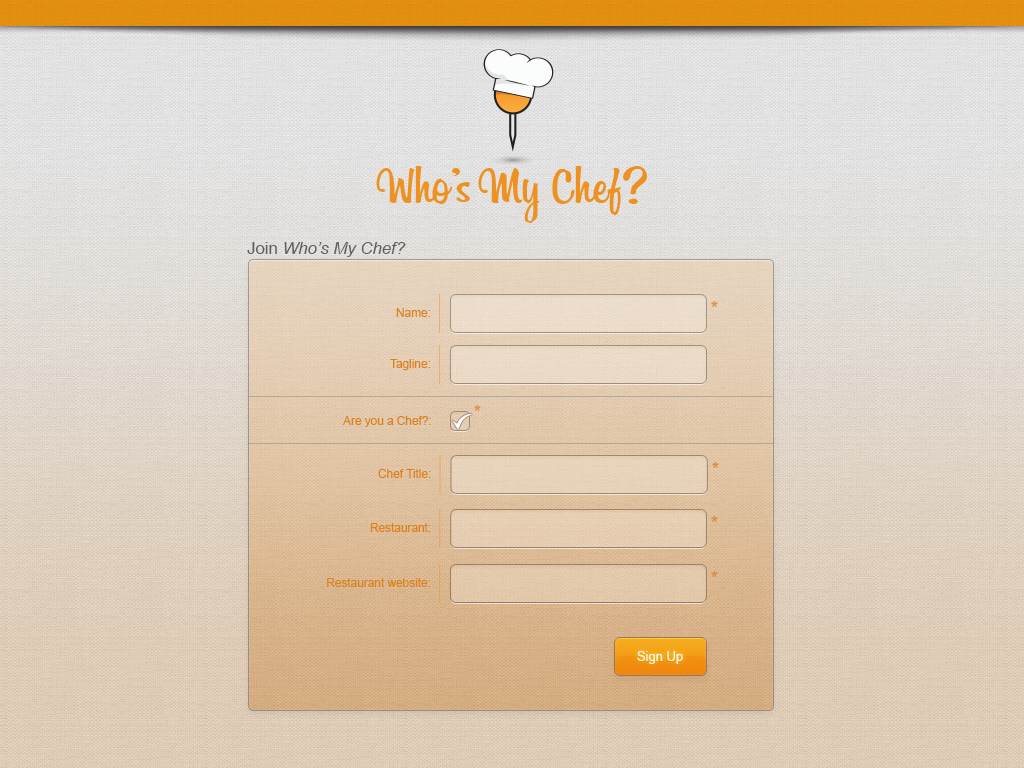 Who's My Chef?
Join Who's My Chef?
Name: *
Tagline:
Are you a Chef?: *
Chef Title: *
Restaurant: *
Restaurant website: *
Sign Up